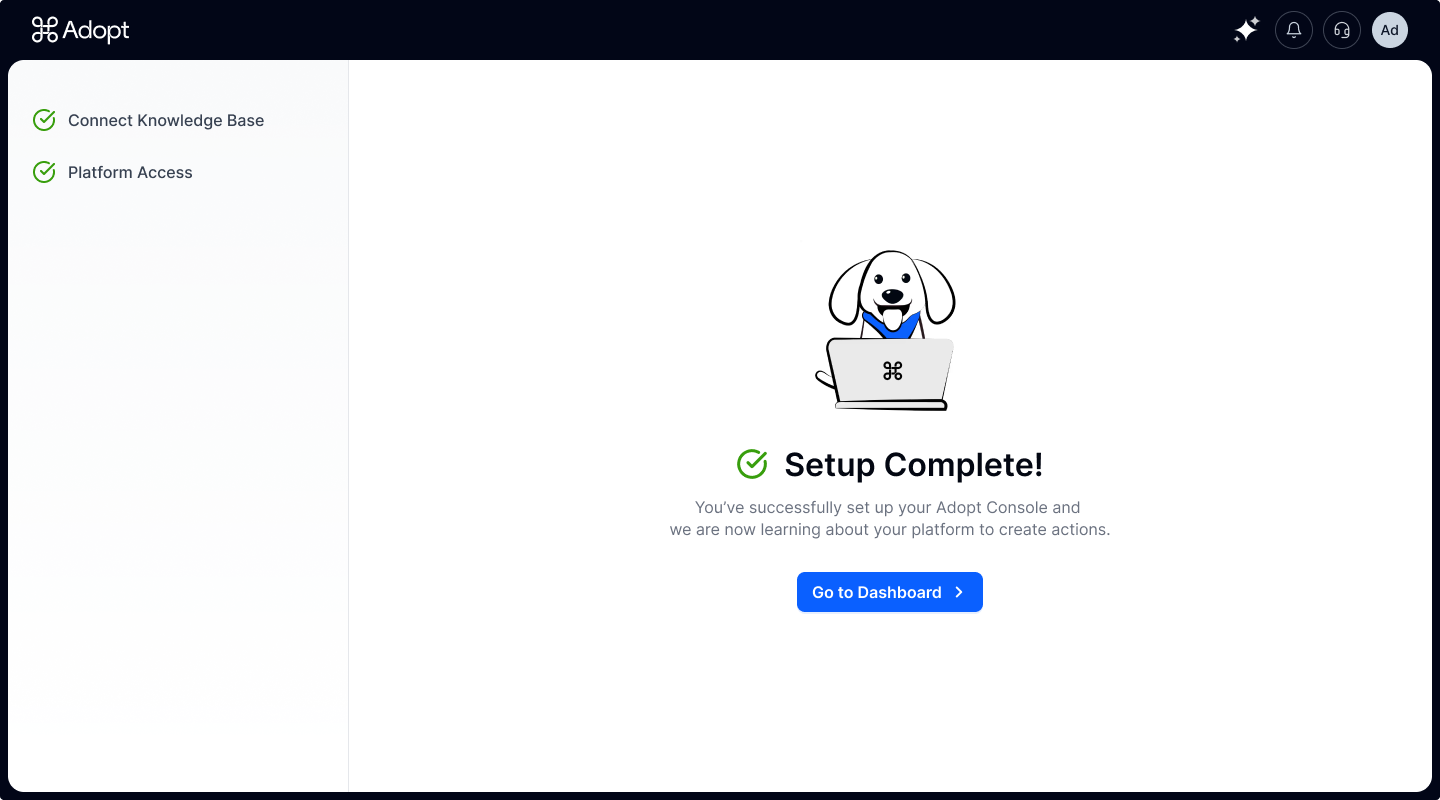 Adopt
Ad
Connect Knowledge Base
Platform Access
Setup Complete!
You’ve successfully set up your Adopt Console and
we are now learning about your platform to create actions.
Go to Dashboard